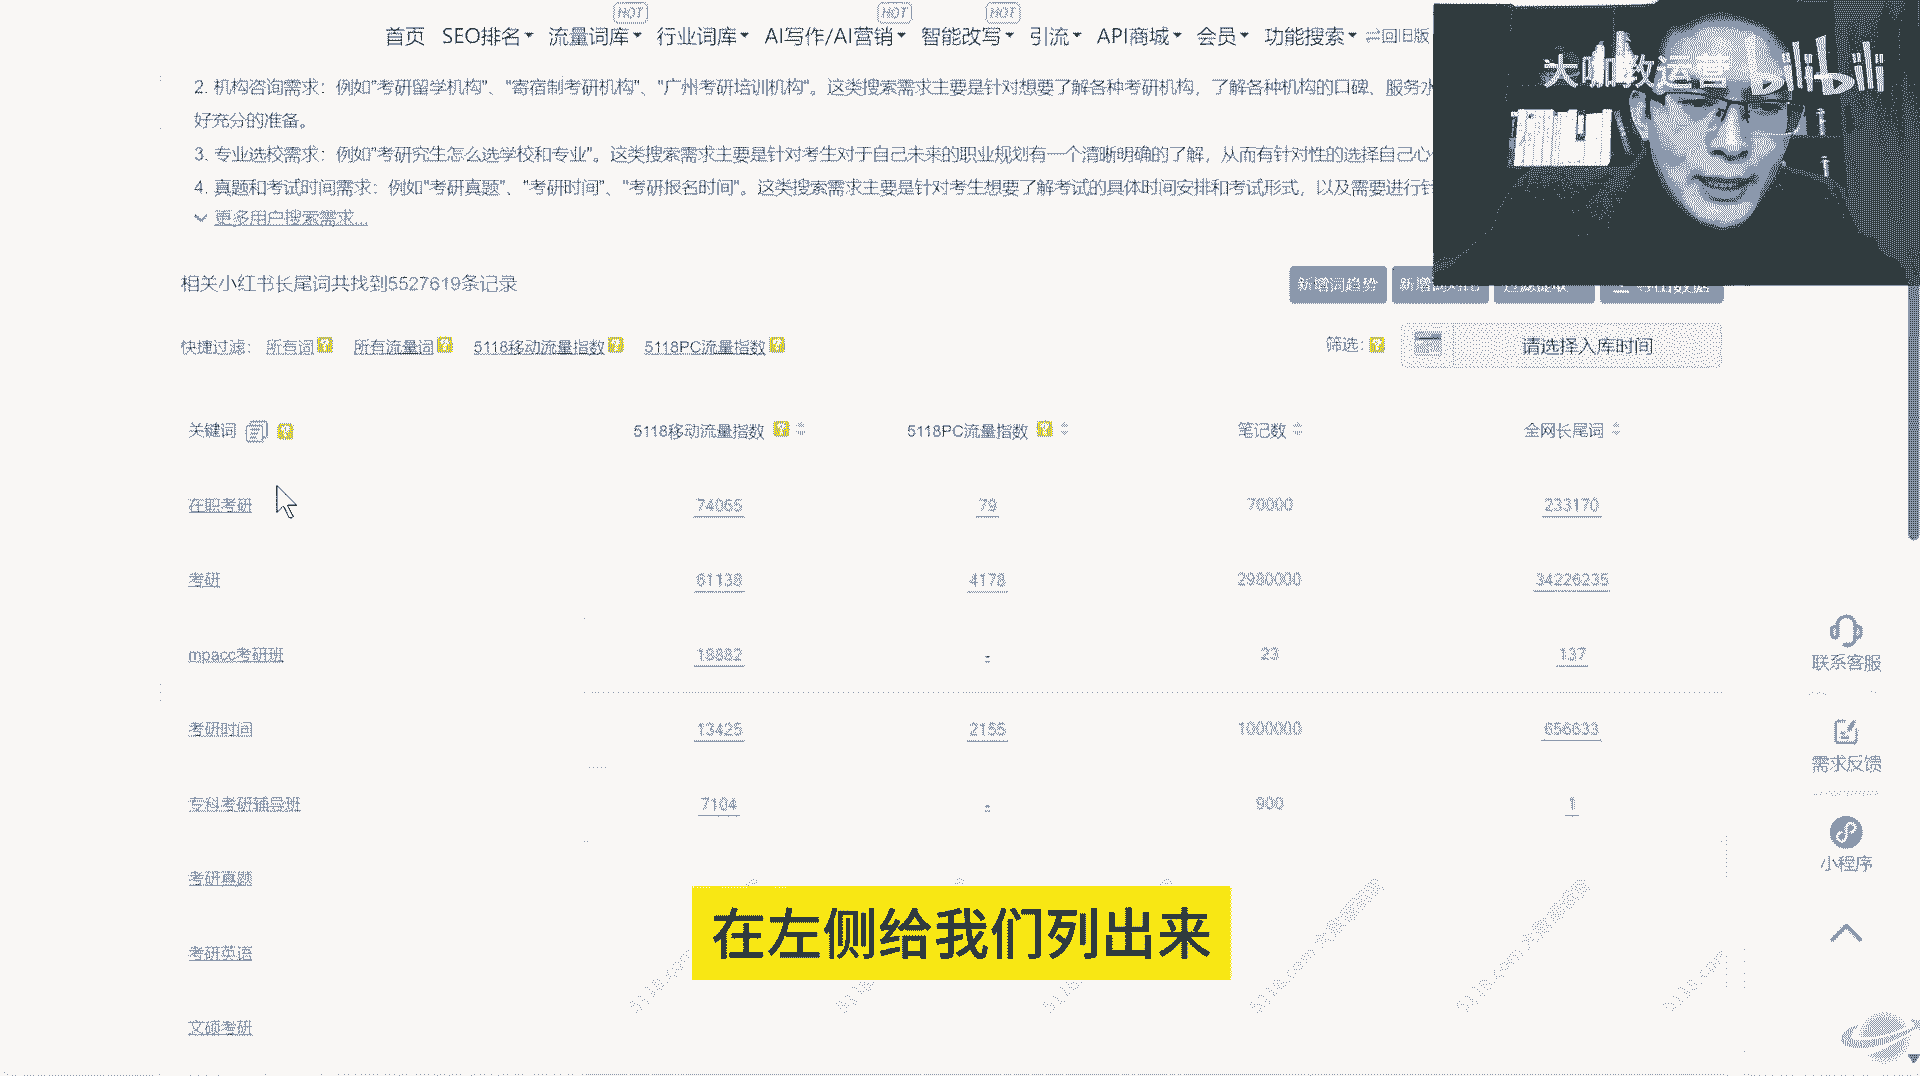 HOT HOT HOT
首页 SEO排名 流量词库 行业词库 AI写作/AI营销 智能改写 引流 API商城 会员 功能搜索 回旧版
大咖教运营 bilibili
2. 机构咨询需求：例如"考研留学机构"、"寄宿制考研机构"、"广州考研培训机构"。这类搜索需求主要是针对想要了解各种考研机构，了解各种机构的口碑、服务水
好充分的准备。
3. 专业选校需求：例如"考研究生怎么选学校和专业"。这类搜索需求主要是针对考生对于自己未来的职业规划有一个清晰明确的了解，从而有针对性的选择自己心
4. 真题和考试时间需求：例如"考研真题"、"考研时间"、"考研报名时间"。这类搜索需求主要是针对考生想要了解考试的具体时间安排和考试形式，以及需要进行针
更多用户搜索需求...
相关小红书长尾词共找到5527619条记录
新增词趋势
快捷过滤： 所有词 所有流量词 5118移动流量指数 5118PC流量指数 筛选: 请选择入库时间
关键词 5118移动流量指数 5118PC流量指数 笔记数 全网长尾词
在职考研 74065 79 70000 233170
考研 61138 4178 2980000 34226235
mpacc考研班 18882 - 23 137
考研时间 13425 2155 1000000 656633
专科考研辅导班 7104 - 900 1
考研真题
考研英语
文硕考研
在左侧给我们列出来
联系客服
需求反馈
小程序